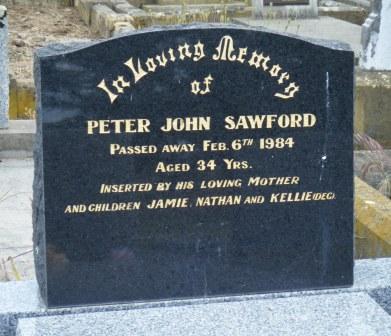 In Loving Memory
of
PETER JOHN SAWFORD
PASSED AWAY FEB. 6TH 1984
AGED 34 YRS.
INSERTED BY HIS LOVING MOTHER
AND CHILDREN JAMIE, NATHAN AND KELLIE (DEC).